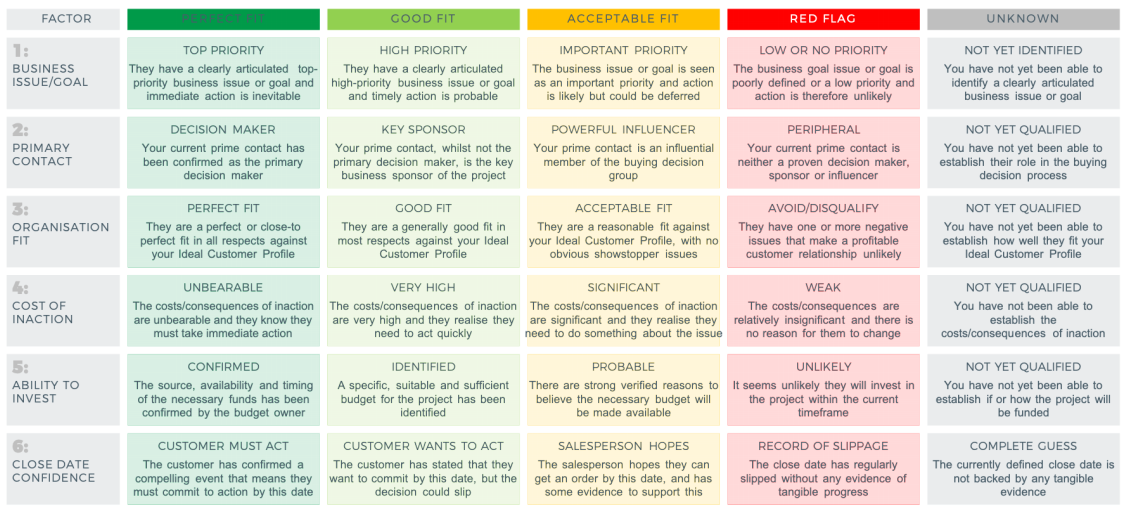 FACTOR
PERFECT FIT
GOOD FIT
ACCEPTABLE FIT
RED FLAG
UNKNOWN
1:
BUSINESS
ISSUE/GOAL
TOP PRIORITY
They have a clearly articulated top-
priority business issue or goal and
immediate action is inevitable
HIGH PRIORITY
They have a clearly articulated
high-priority business issue or goal
and timely action is probable
IMPORTANT PRIORITY
The business issue or goal is seen
as an important priority and action
is likely but could be deferred
LOW OR NO PRIORITY
The business goal issue or goal is
poorly defined or a low priority and
action is therefore unlikely
NOT YET IDENTIFIED
You have not yet been able to
identify a clearly articulated
business issue or goal
2:
PRIMARY
CONTACT
DECISION MAKER
Your current prime contact has
been confirmed as the primary
decision maker
KEY SPONSOR
Your prime contact, whilst not the
primary decision maker, is the key
business sponsor of the project
POWERFUL INFLUENCER
Your prime contact is an influential
member of the buying decision
group
PERIPHERAL
Your current prime contact is
neither a proven decision maker,
sponsor or influencer
NOT YET QUALIFIED
You have not yet been able to
establish their role in the buying
decision process
3:
ORGANISATION
FIT
PERFECT FIT
They are a perfect or close-to
perfect fit in all respects against
your Ideal Customer Profile
GOOD FIT
They are a generally good fit in
most respects against your Ideal
Customer Profile
ACCEPTABLE FIT
They are a reasonable fit against
your Ideal Customer Profile, with no
obvious showstopper issues
AVOID/DISQUALIFY
They have one or more negative
issues that make a profitable
customer relationship unlikely
NOT YET QUALIFIED
You have not yet been able to
establish how well they fit your
Ideal Customer Profile
4:
COST OF
INACTION
UNBEARABLE
The costs/consequences of inaction
are unbearable and they know they
must take immediate action
VERY HIGH
The costs/consequences of inaction
are very high and they realise they
need to act quickly
SIGNIFICANT
The costs/consequences of inaction
are significant and they realise they
need to do something about the issue
WEAK
The costs/consequences are
relatively insignificant and there is
no reason for them to change
NOT YET QUALIFIED
You have not been able to
establish the
costs/consequences of inaction
5:
ABILITY TO
INVEST
CONFIRMED
The source, availability and timing
of the necessary funds has been
confirmed by the budget owner
IDENTIFIED
A specific, suitable and sufficient
budget for the project has been
identified
PROBABLE
There are strong verified reasons to
believe the necessary budget will
be made available
UNLIKELY
It seems unlikely they will invest in
the project within the current
timeframe
NOT YET QUALIFIED
You have not yet been able to
establish if or how the project will
be funded
6:
CLOSE DATE
CONFIDENCE
CUSTOMER MUST ACT
The customer has confirmed a
compelling event that means they
must commit to action by this date
CUSTOMER WANTS TO ACT
The customer has stated that they
want to commit by this date, but the
decision could slip
SALESPERSON HOPES
The salesperson hopes they can
get an order by this date, and has
some evidence to support this
RECORD OF SLIPPAGE
The close date has regularly
slipped without any evidence of
tangible progress
COMPLETE GUESS
The currently defined close date is
not backed by any tangible
evidence